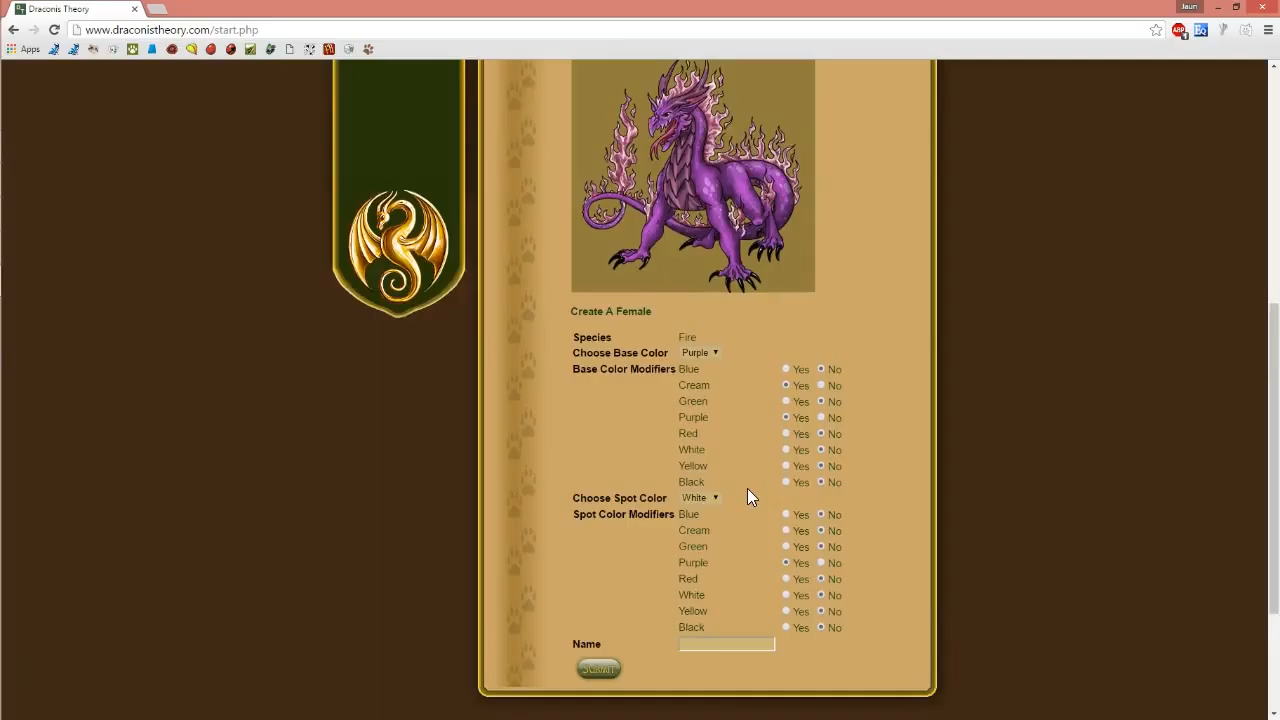 Draconis Theory
Jaun
www.draconistheory.com/start.php
Apps
Create A Female
Species Fire
Choose Base Color Purple
Base Color Modifiers Blue Yes No
Cream Yes No
Green Yes No
Purple Yes No
Red Yes No
White Yes No
Yellow Yes No
Black Yes No
Choose Spot Color White
Spot Color Modifiers Blue Yes No
Cream Yes No
Green Yes No
Purple Yes No
Red Yes No
White Yes No
Yellow Yes No
Black Yes No
Name
Submit